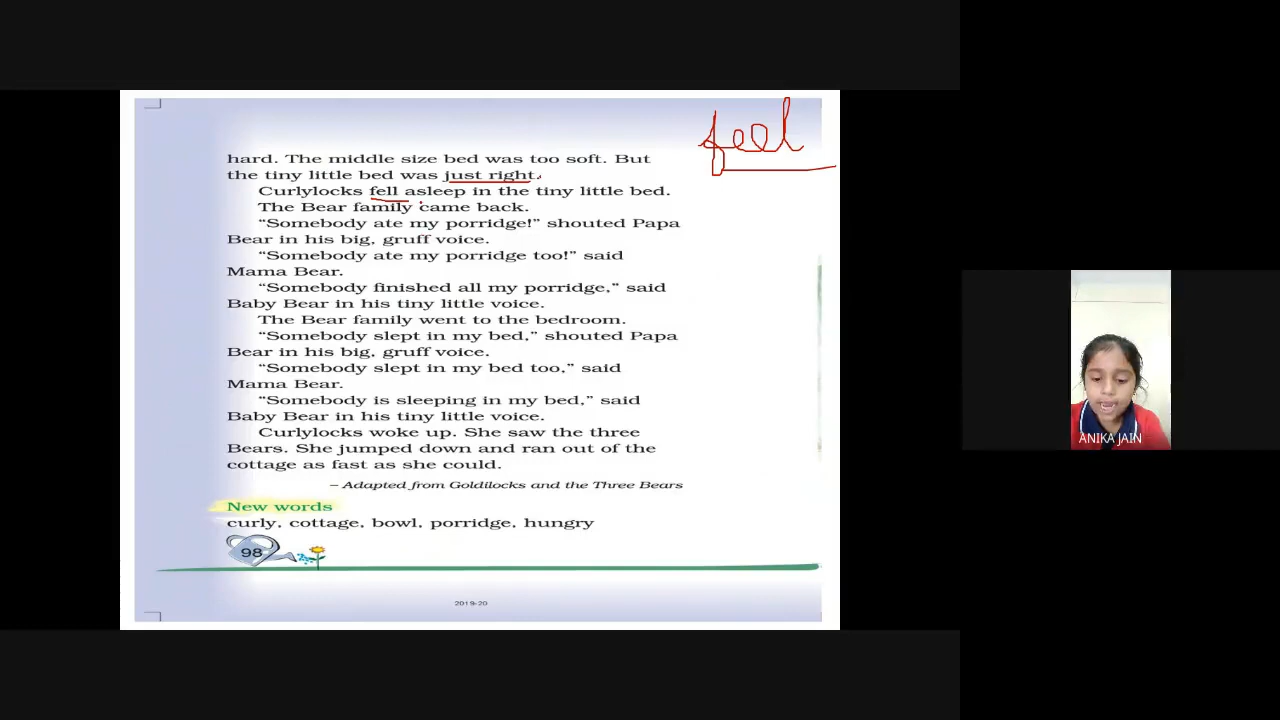 feel
hard. The middle size bed was too soft. But
the tiny little bed was just right.
Curlylocks fell asleep in the tiny little bed.
The Bear family came back.
“Somebody ate my porridge!” shouted Papa
Bear in his big, gruff voice.
“Somebody ate my porridge too!” said
Mama Bear.
“Somebody finished all my porridge,” said
Baby Bear in his tiny little voice.
The Bear family went to the bedroom.
“Somebody slept in my bed,” shouted Papa
Bear in his big, gruff voice.
“Somebody slept in my bed too,” said
Mama Bear.
“Somebody is sleeping in my bed,” said
Baby Bear in his tiny little voice.
Curlylocks woke up. She saw the three
Bears. She jumped down and ran out of the
cottage as fast as she could.
– Adapted from Goldilocks and the Three Bears
New words
curly, cottage, bowl, porridge, hungry
98
2019-20
ANIKA JAIN